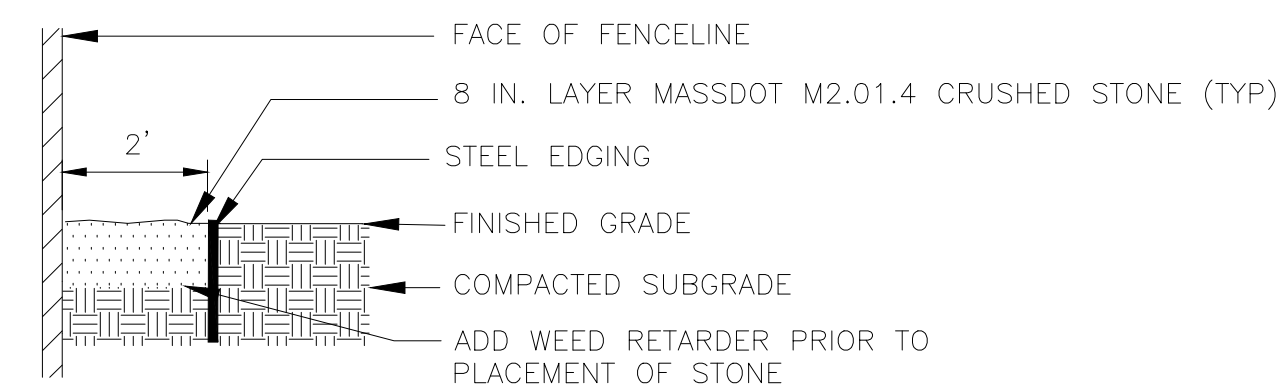 FACE OF FENCELINE
8 IN. LAYER MASSDOT M2.01.4 CRUSHED STONE (TYP)
2'
STEEL EDGING
FINISHED GRADE
COMPACTED SUBGRADE
ADD WEED RETARDER PRIOR TO
PLACEMENT OF STONE